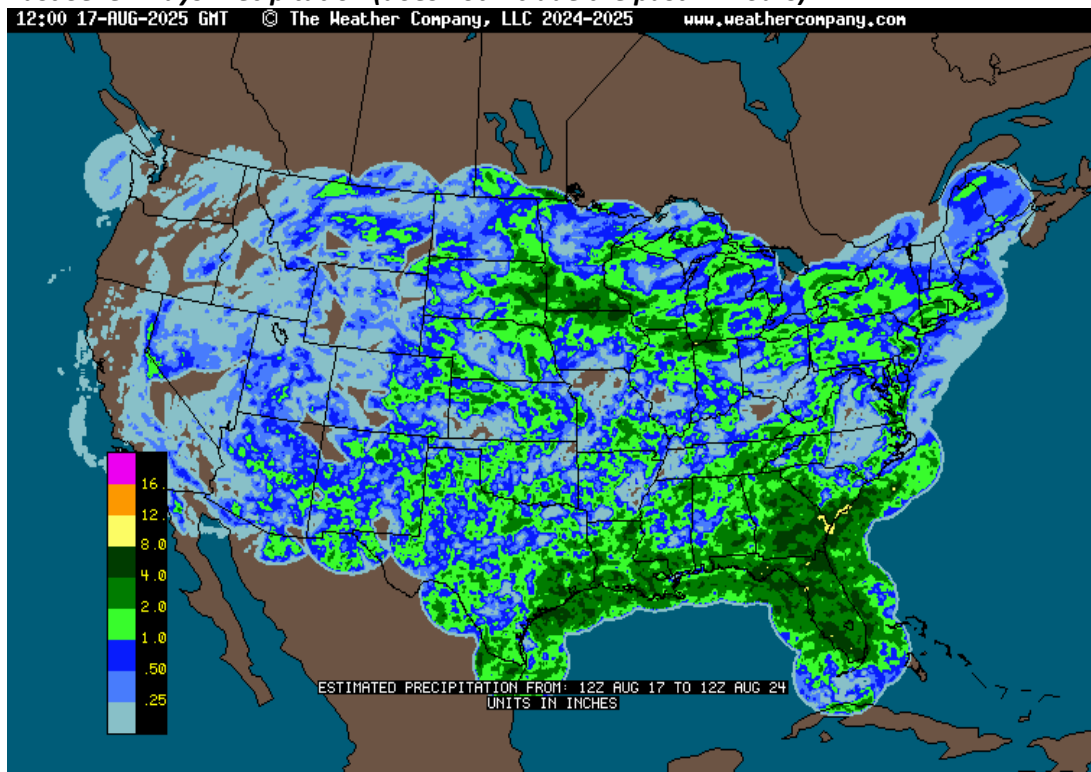 12:00 17-AUG-2025 GMT © The Weather Company, LLC 2024-2025 www.weathercompany.com
16.
12.
8.0
4.0
2.0
1.0
.50
.25
ESTIMATED PRECIPITATION FROM: 12Z AUG 17 TO 12Z AUG 24
UNITS IN INCHES